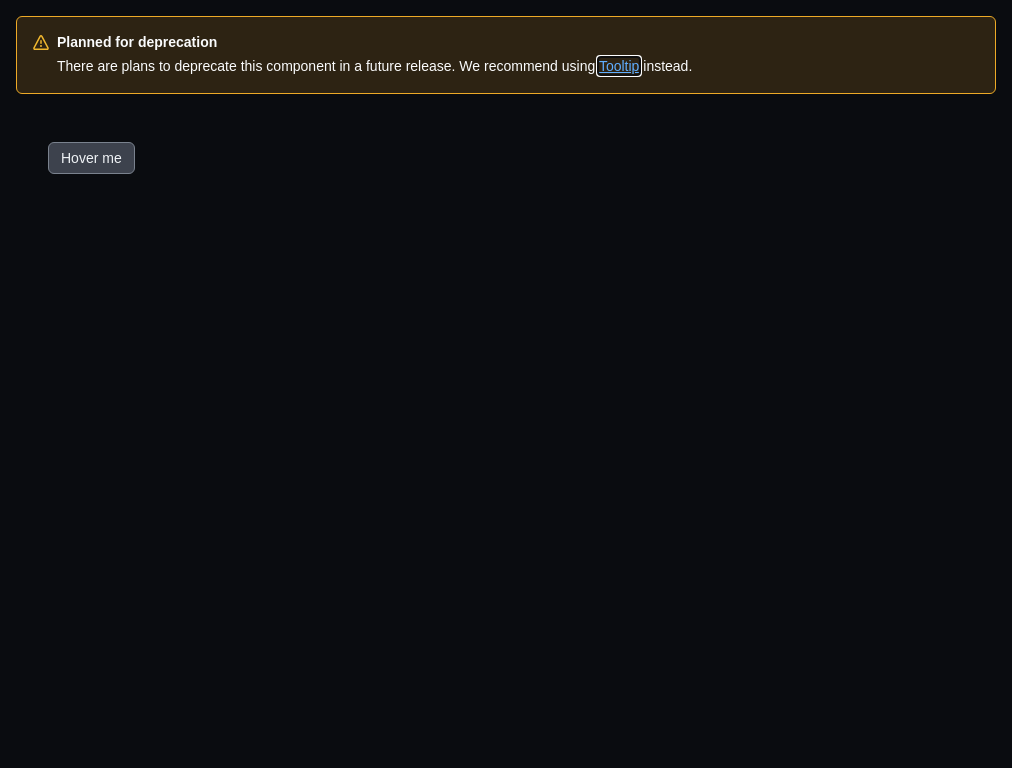 Planned for deprecation
There are plans to deprecate this component in a future release. We recommend using Tooltip instead.
Hover me